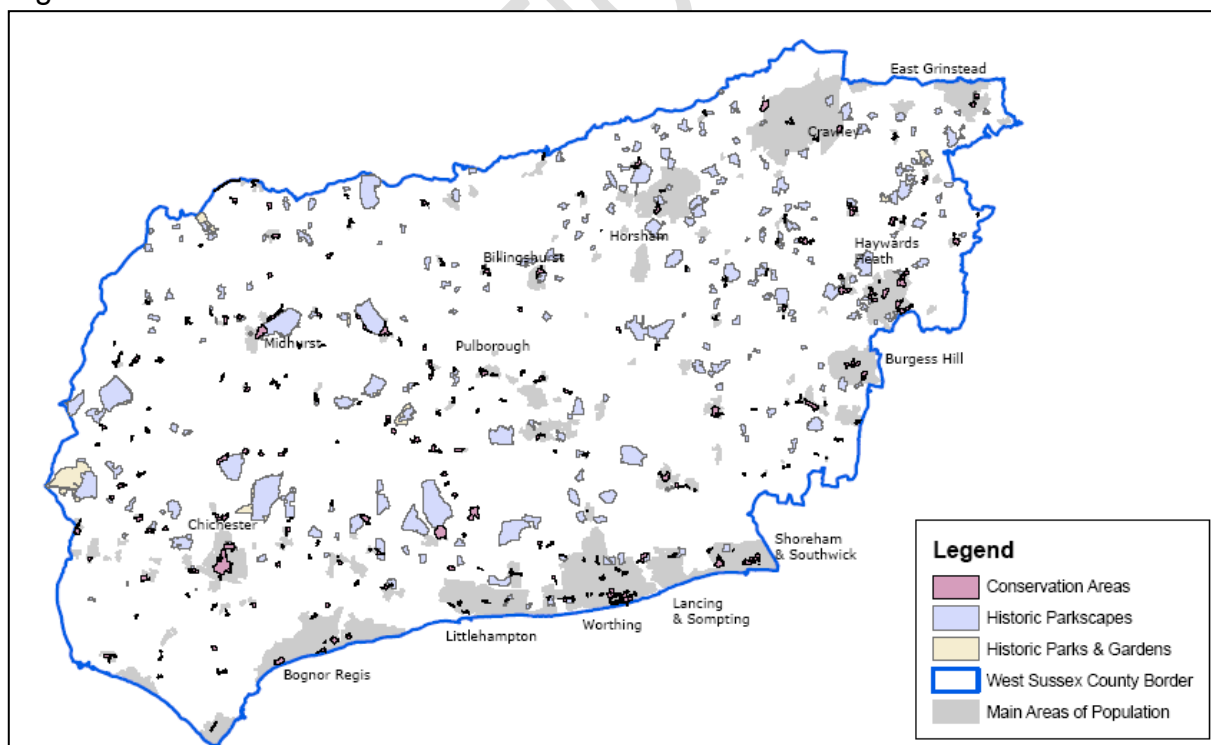 East Grinstead
Crawley
Horsham
Haywards
Heath
Billingshurst
Midhurst
Pulborough
Burgess Hill
Chichester
Shoreham
& Southwick
Lancing
& Sompting
Worthing
Littlehampton
Bognor Regis
Legend
Conservation Areas
Historic Parkscapes
Historic Parks & Gardens
West Sussex County Border
Main Areas of Population